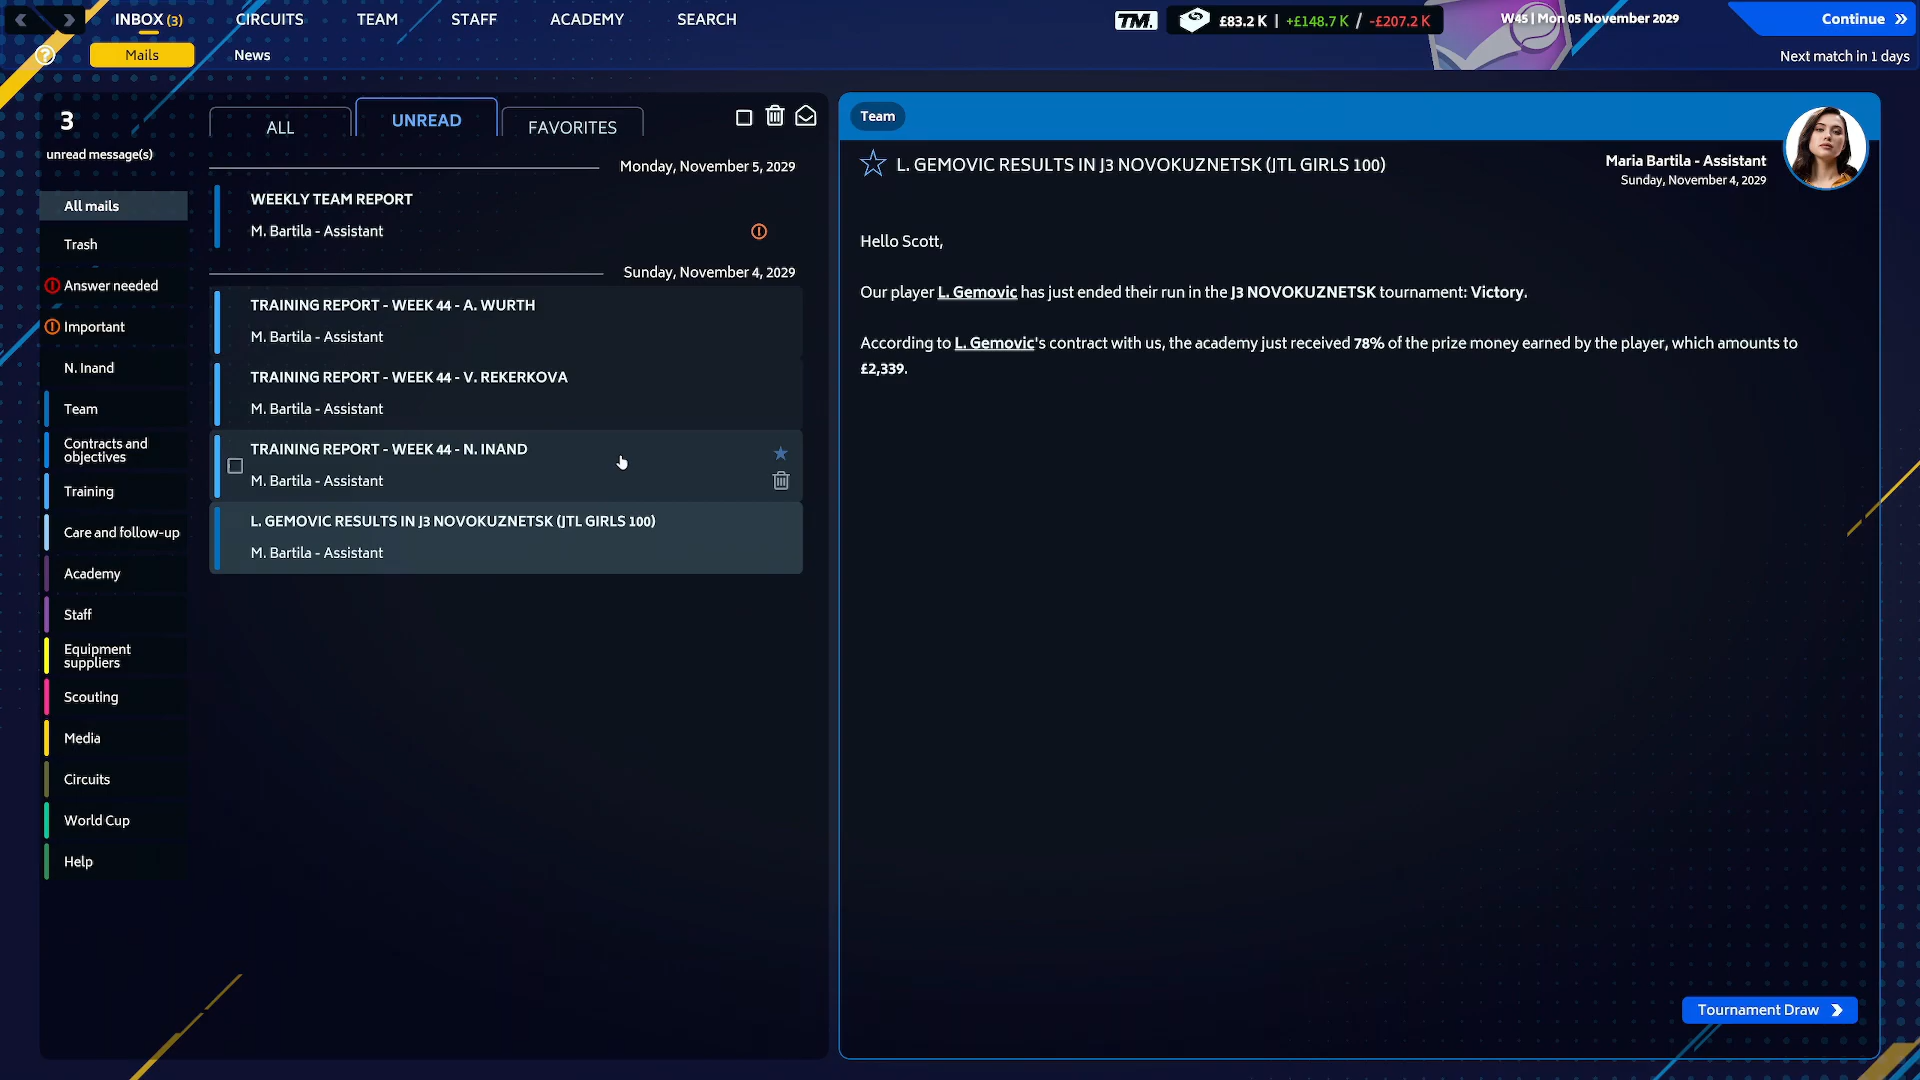 INBOX (3)
CIRCUITS
TEAM
STAFF
ACADEMY
SEARCH
TM.
£83.2 K | +£148.7 K / -£207.2 K
W45 | Mon 05 November 2029
Continue
Mails
News
Next match in 1 days
3
unread message(s)
All mails
Trash
Answer needed
Important
N. Inand
Team
Contracts and
objectives
Training
Care and follow-up
Academy
Staff
Equipment
suppliers
Scouting
Media
Circuits
World Cup
Help
ALL
UNREAD
FAVORITES
Monday, November 5, 2029
WEEKLY TEAM REPORT
M. Bartila - Assistant
Sunday, November 4, 2029
TRAINING REPORT - WEEK 44 - A. WURTH
M. Bartila - Assistant
TRAINING REPORT - WEEK 44 - V. REKERKOVA
M. Bartila - Assistant
TRAINING REPORT - WEEK 44 - N. INAND
M. Bartila - Assistant
L. GEMOVIC RESULTS IN J3 NOVOKUZNETSK (JTL GIRLS 100)
M. Bartila - Assistant
Team
L. GEMOVIC RESULTS IN J3 NOVOKUZNETSK (JTL GIRLS 100)
Maria Bartila - Assistant
Sunday, November 4, 2029
Hello Scott,
Our player L. Gemovic has just ended their run in the J3 NOVOKUZNETSK tournament: Victory.
According to L. Gemovic's contract with us, the academy just received 78% of the prize money earned by the player, which amounts to
£2,339.
Tournament Draw